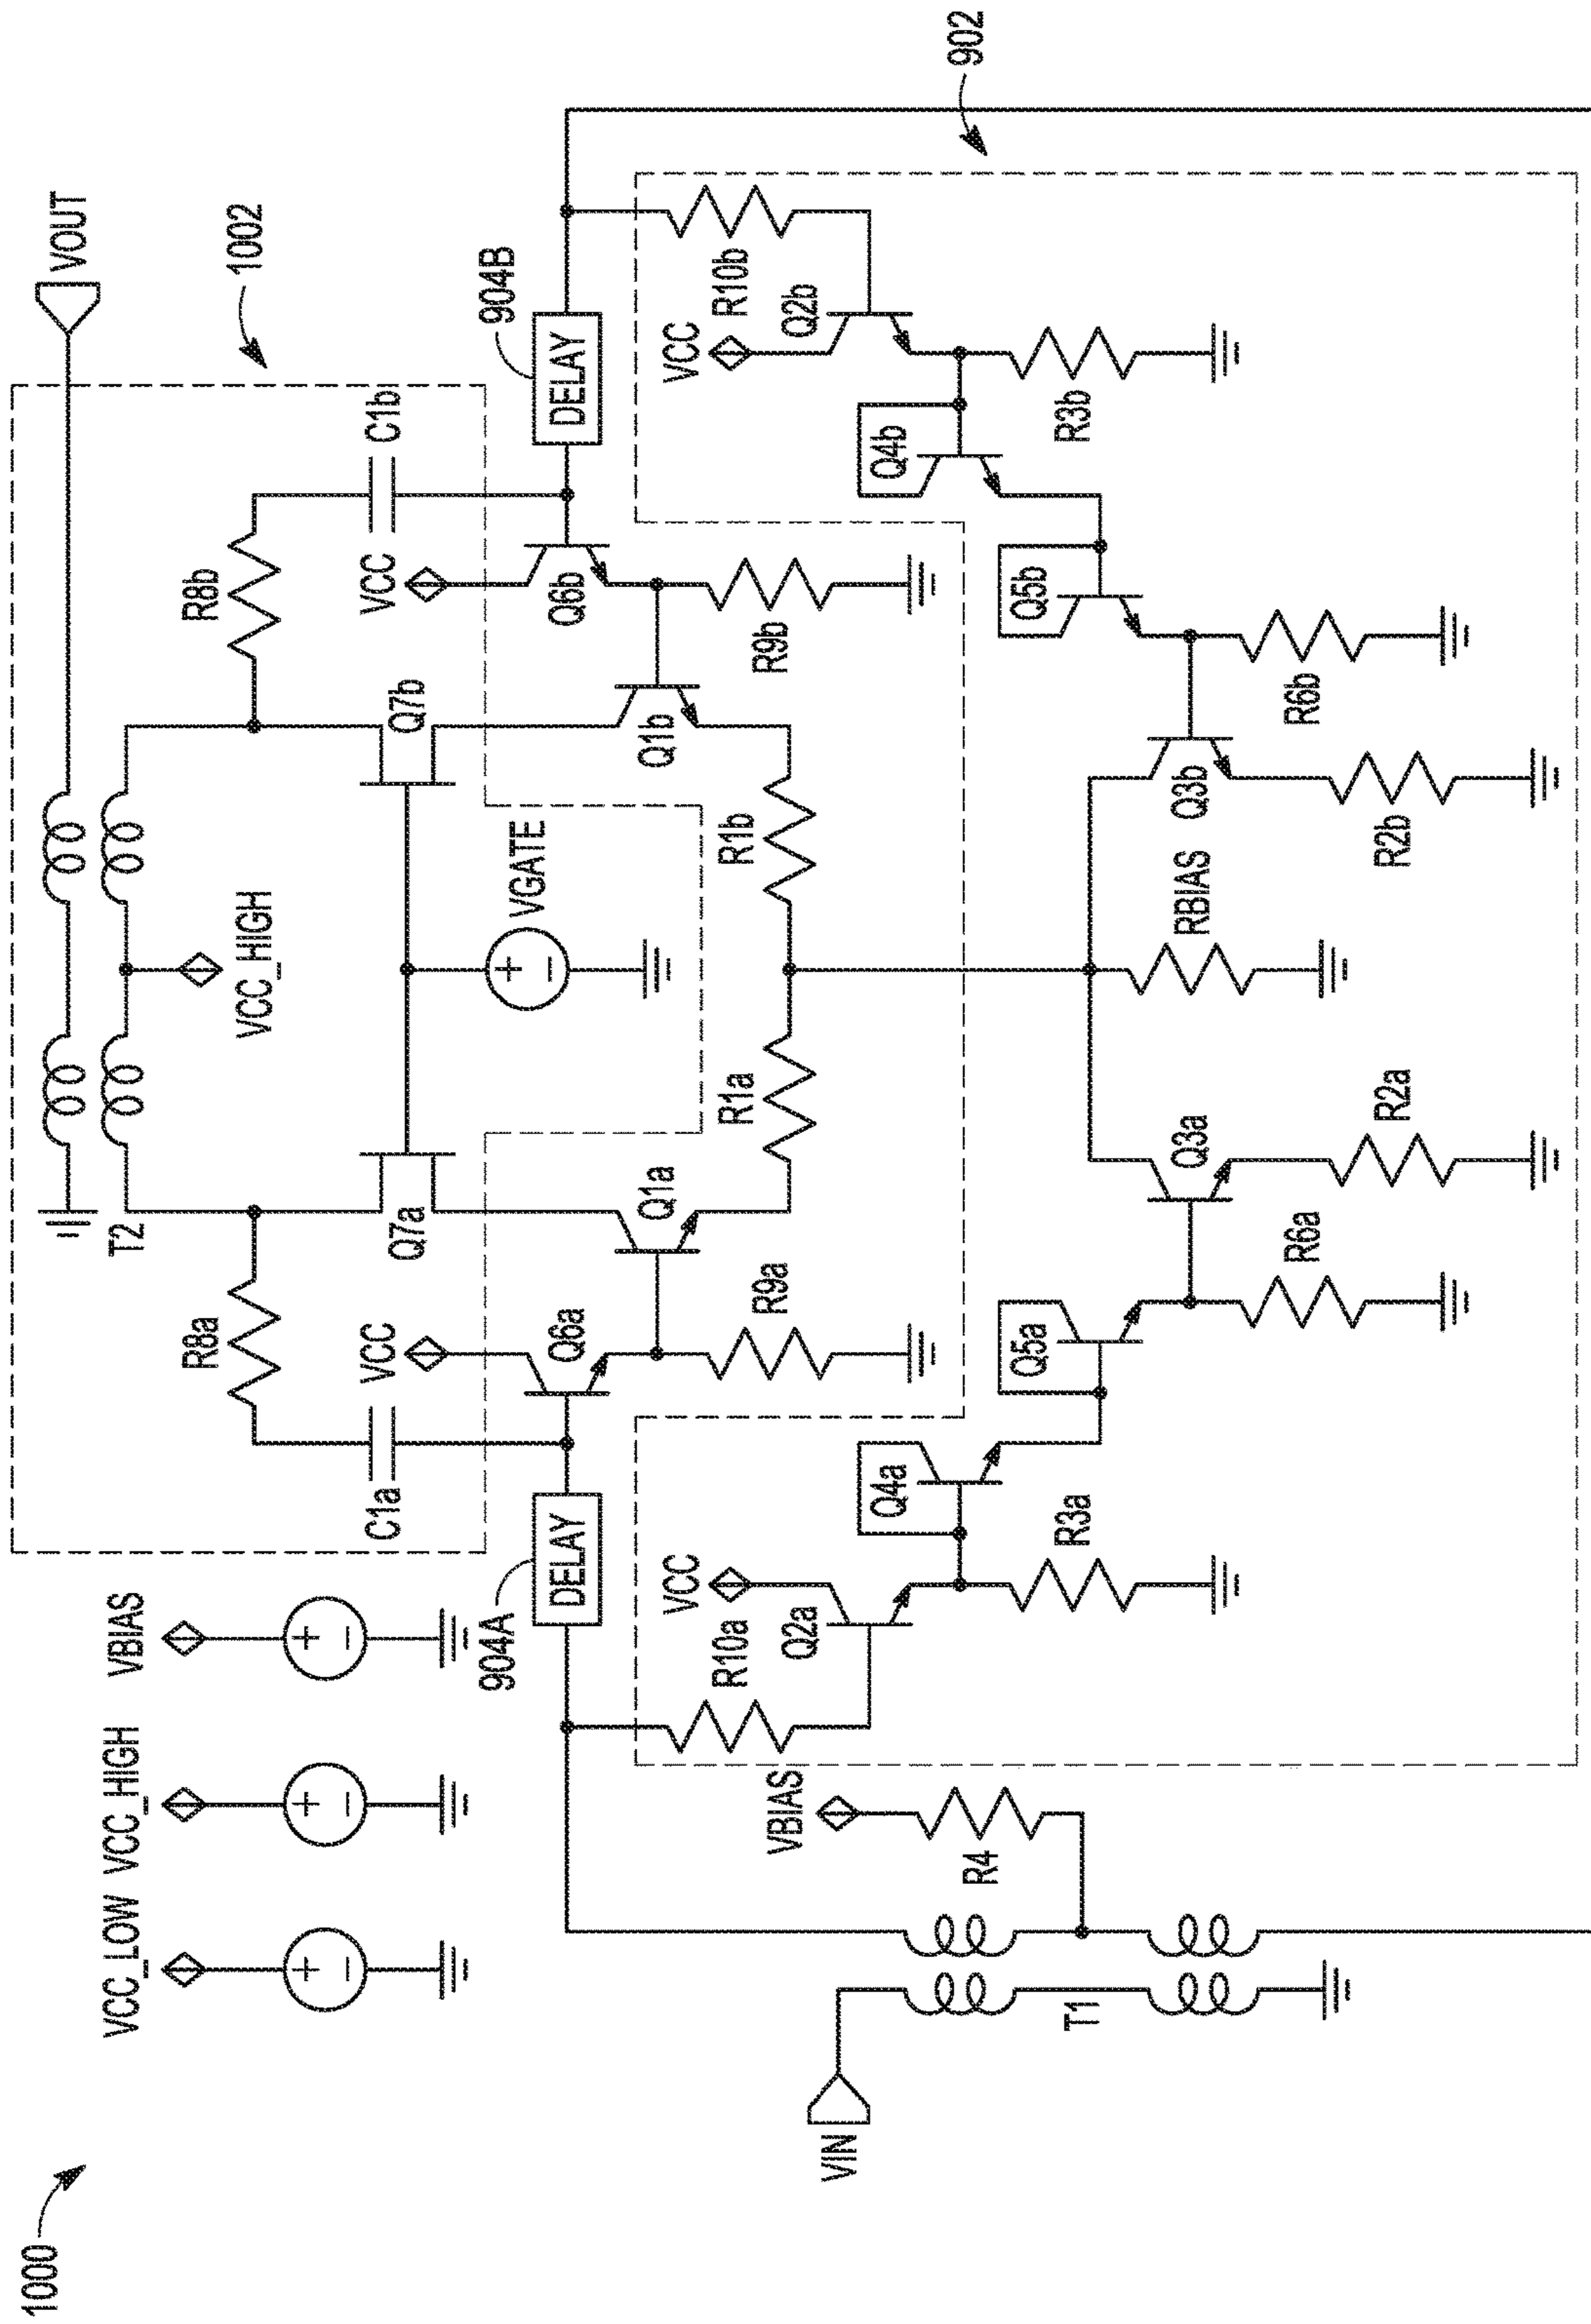 1000
VCC_LOW
VCC_HIGH
VBIAS
VOUT
1002
T2
VCC_HIGH
R8a
R8b
C1a
C1b
VCC
VCC
Q7a
Q7b
904A
DELAY
904B
DELAY
Q6a
Q6b
VGATE
Q1a
Q1b
R9a
R9b
R1a
R1b
902
VIN
T1
VBIAS
R4
R10a
R10b
VCC
VCC
Q2a
Q2b
Q4a
Q4b
R3a
R3b
Q5a
Q5b
R6a
R6b
Q3a
Q3b
RBIAS
R2a
R2b